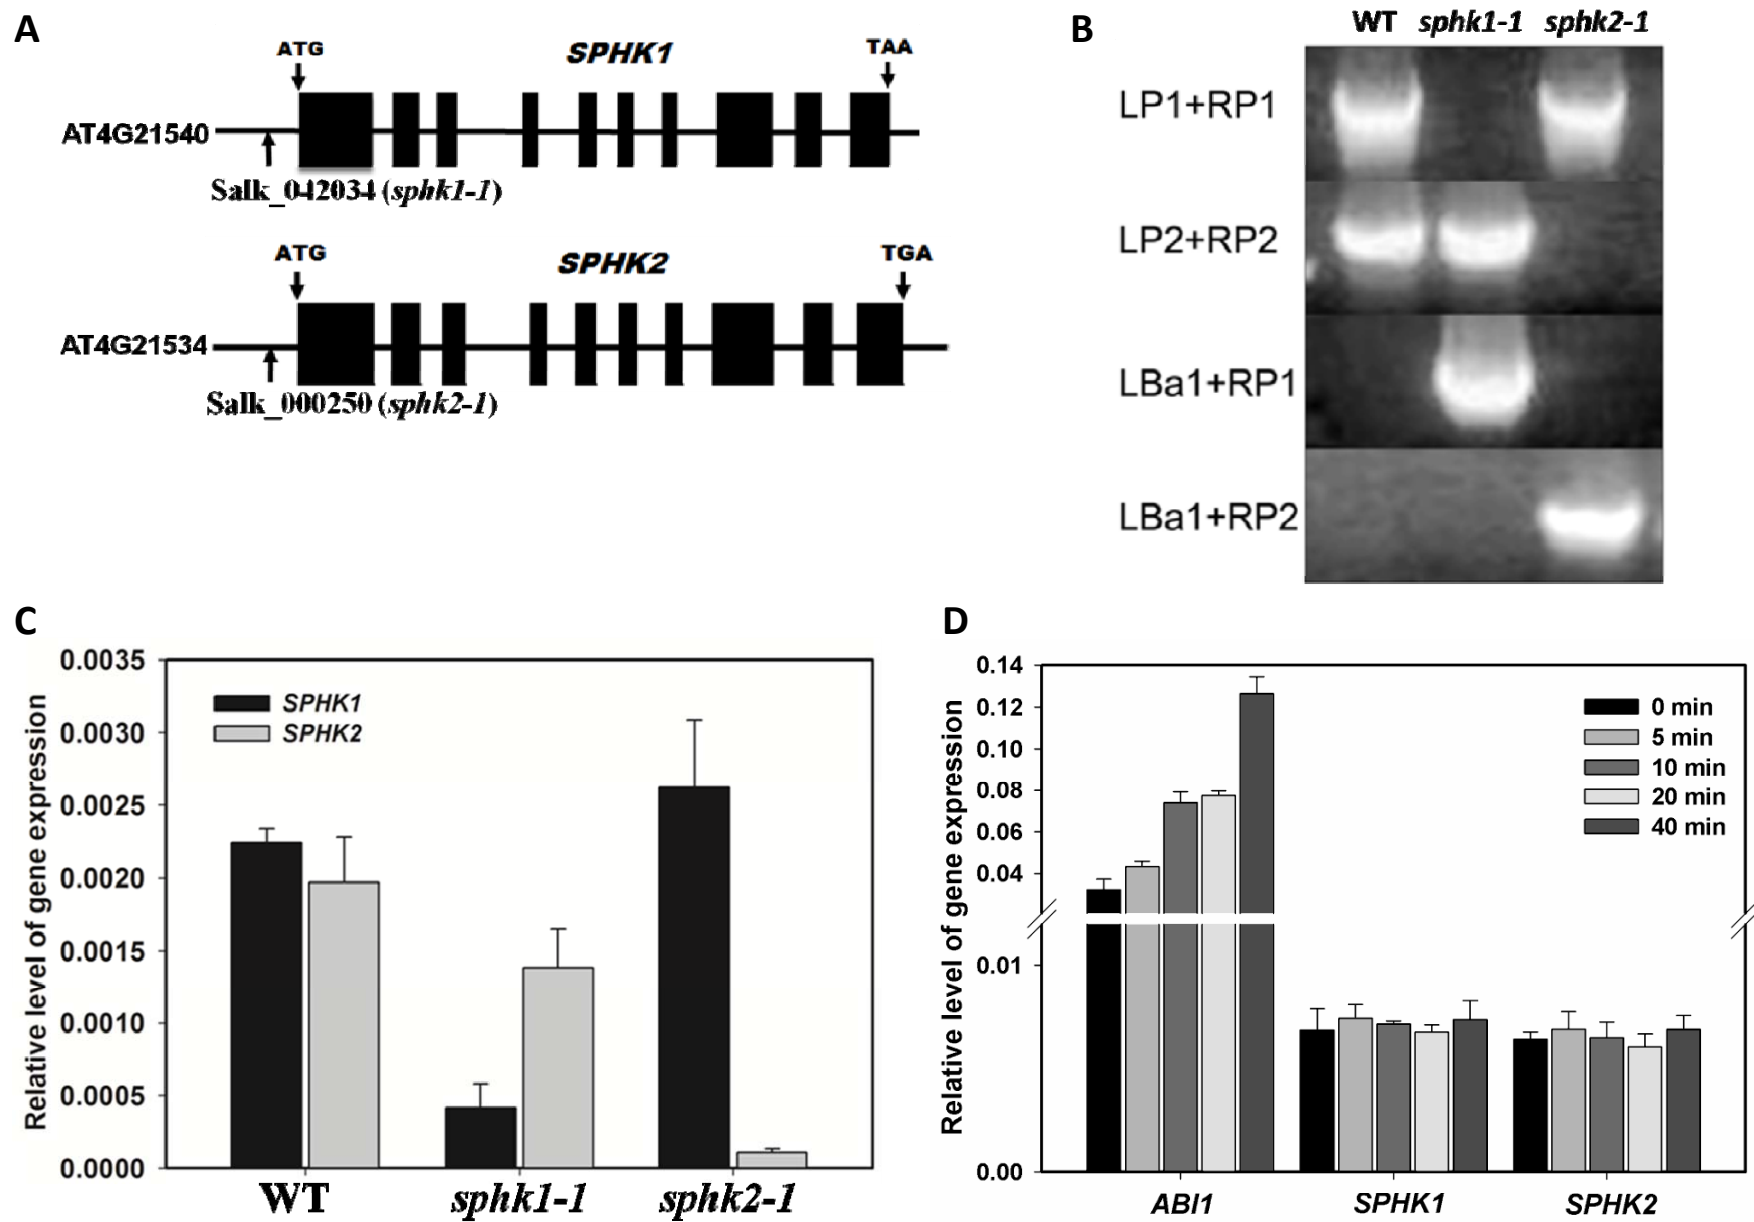 A
ATG
SPHK1
TAA
AT4G21540
Salk_042034 (sphk1-1)
ATG
SPHK2
TGA
AT4G21534
Salk_000250 (sphk2-1)
B
WT sphk1-1 sphk2-1
LP1+RP1
LP2+RP2
LBa1+RP1
LBa1+RP2
C
Relative level of gene expression
0.0035
0.0030
0.0025
0.0020
0.0015
0.0010
0.0005
0.0000
SPHK1
SPHK2
WT sphk1-1 sphk2-1
D
Relative level of gene expression
0.14
0.12
0.10
0.08
0.06
0.04
0.01
0.00
0 min
5 min
10 min
20 min
40 min
ABI1 SPHK1 SPHK2